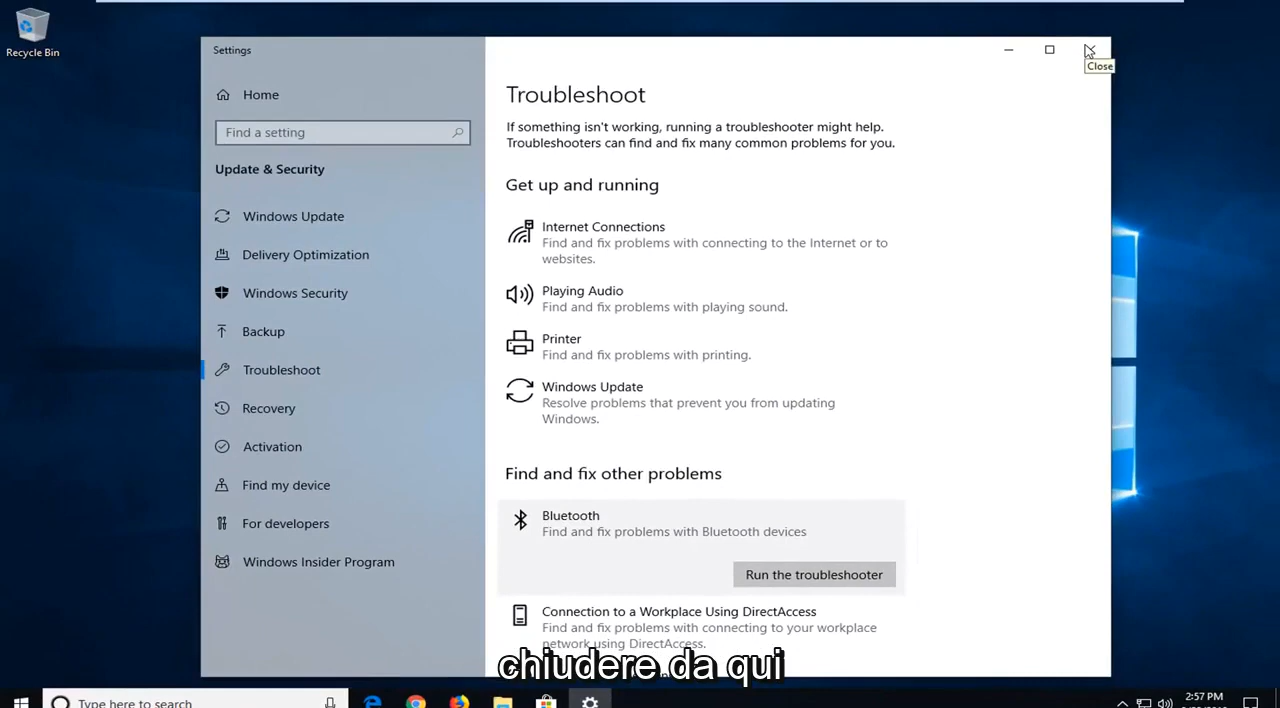 Recycle Bin
Settings
Close
Home
Find a setting
Update & Security
Windows Update
Delivery Optimization
Windows Security
Backup
Troubleshoot
Recovery
Activation
Find my device
For developers
Windows Insider Program
Troubleshoot
If something isn't working, running a troubleshooter might help.
Troubleshooters can find and fix many common problems for you.
Get up and running
Internet Connections
Find and fix problems with connecting to the Internet or to
websites.
Playing Audio
Find and fix problems with playing sound.
Printer
Find and fix problems with printing.
Windows Update
Resolve problems that prevent you from updating
Windows.
Find and fix other problems
Bluetooth
Find and fix problems with Bluetooth devices
Run the troubleshooter
Connection to a Workplace Using DirectAccess
Find and fix problems with connecting to your workplace
network using DirectAccess.
chiudere da qui
Type here to search
2:57 PM